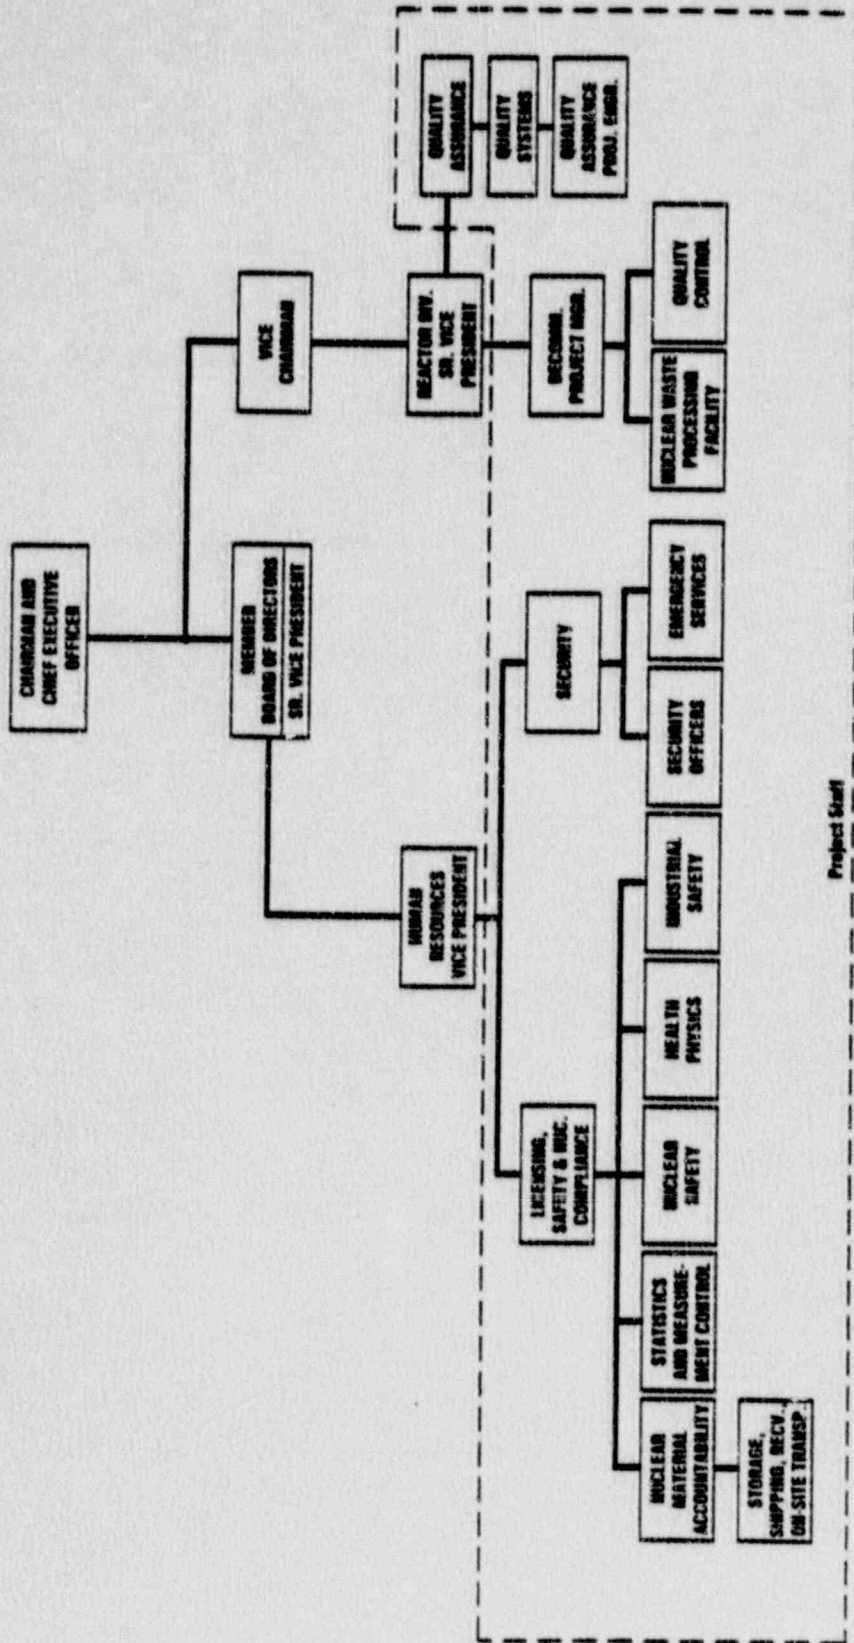 CHAIRMAN AND
CHIEF EXECUTIVE
OFFICER
MEMBER
BOARD OF DIRECTORS
SR. VICE PRESIDENT
VICE
CHAIRMAN
HUMAN
RESOURCES
VICE PRESIDENT
REACTOR DIV.
SR. VICE
PRESIDENT
QUALITY
ASSURANCE
QUALITY
SYSTEMS
QUALITY
ASSURANCE
PROJ. ENGR.
LICENSING,
SAFETY & NUC.
COMPLIANCE
SECURITY
DECOMM.
PROJECT MGR.
NUCLEAR
MATERIAL
ACCOUNTABILITY
STATISTICS
AND MEASURE-
MENT CONTROL
NUCLEAR
SAFETY
HEALTH
PHYSICS
INDUSTRIAL
SAFETY
SECURITY
OFFICERS
EMERGENCY
SERVICES
NUCLEAR WASTE
PROCESSING
FACILITY
QUALITY
CONTROL
STORAGE,
SHIPPING, RECV.,
ON-SITE TRANSP.
Project Staff